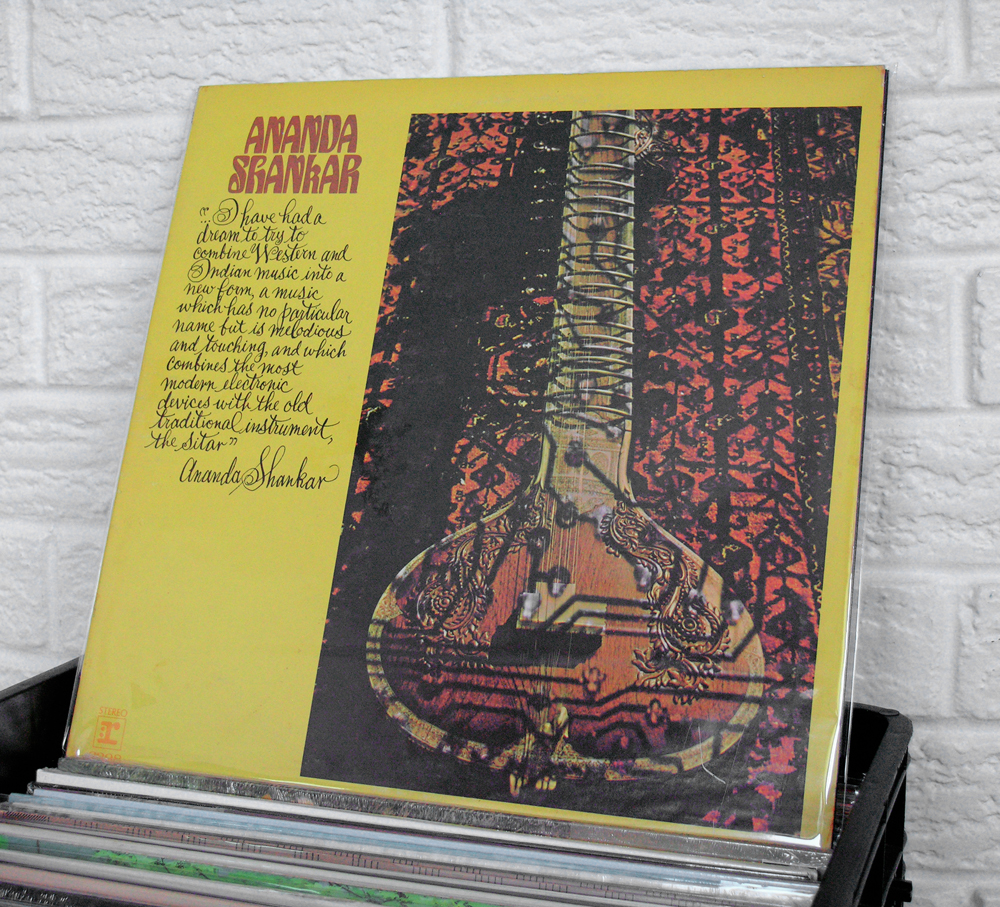 ANANDA
SHANKAR
"...I have had a
dream to try to
combine Western and
Indian music into a
new form, a music
which has no particular
name but is melodious
and touching, and which
combines the most
modern electronic
devices with the old
traditional instrument,
the sitar"
Ananda Shankar
STEREO
r